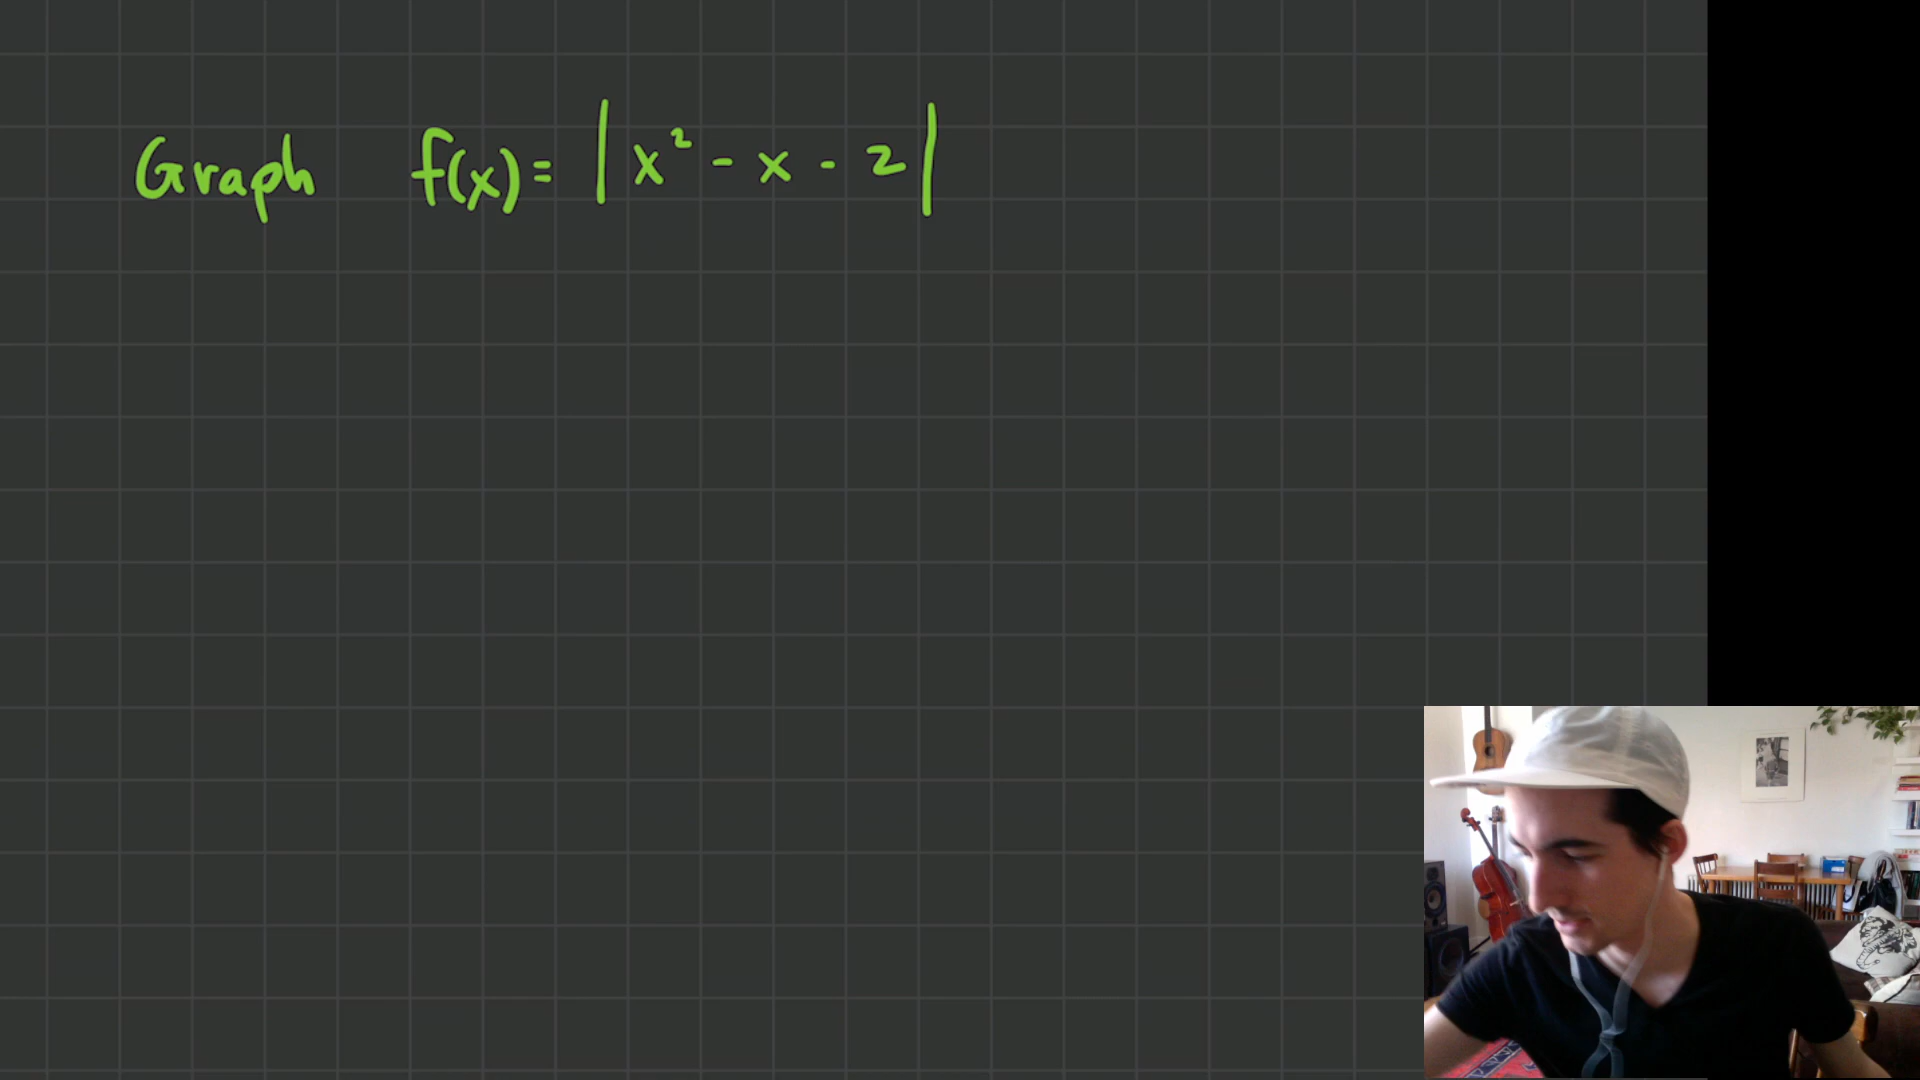 Graph f(x) = | x² - x - 2 |